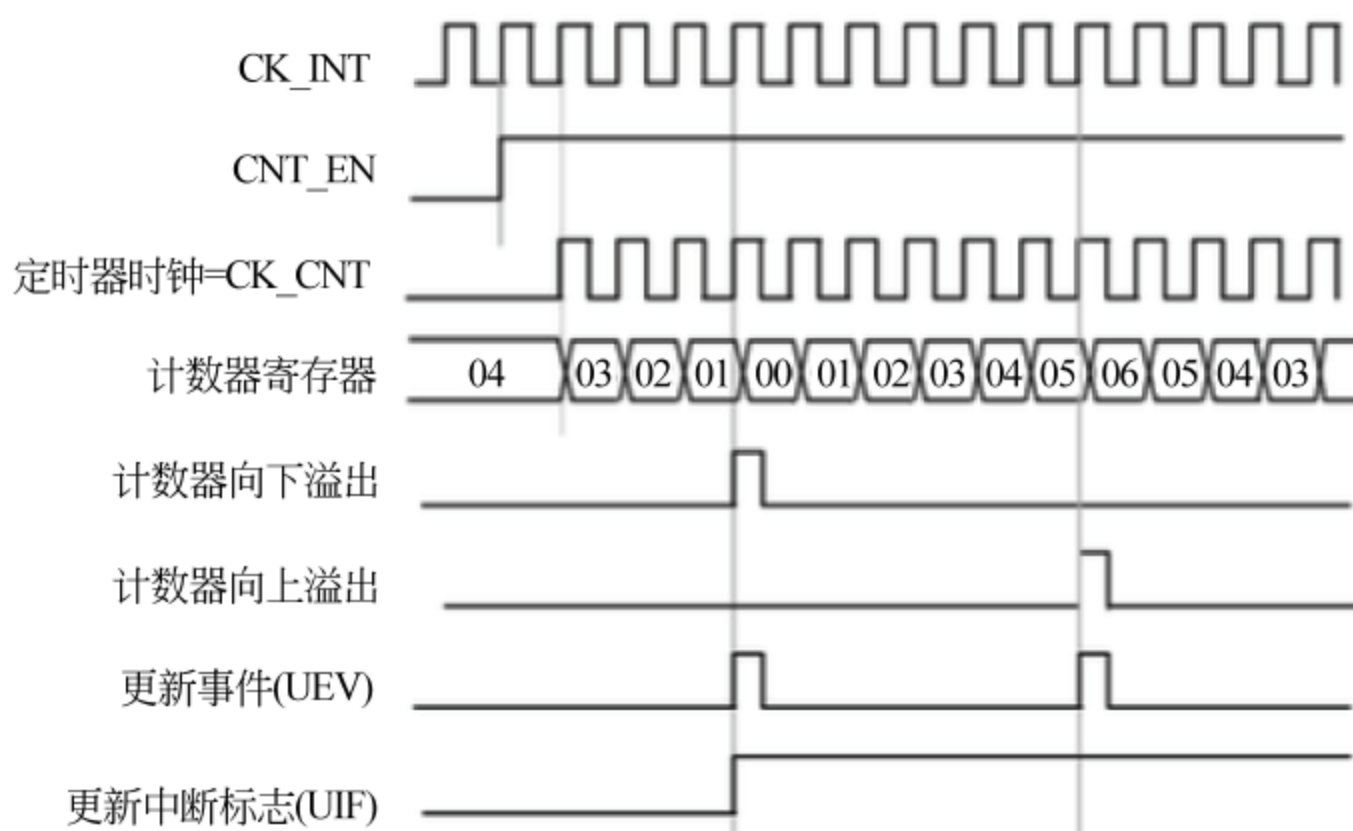 CK_INT
CNT_EN
定时器时钟=CK_CNT
计数器寄存器 04 03 02 01 00 01 02 03 04 05 06 05 04 03
计数器向下溢出
计数器向上溢出
更新事件(UEV)
更新中断标志(UIF)